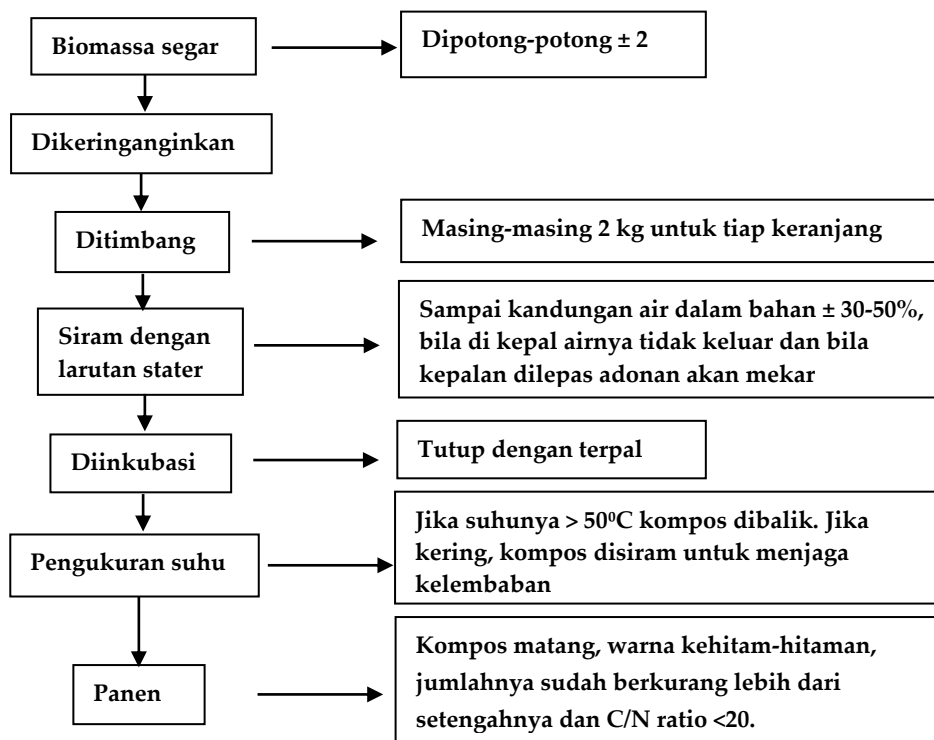 Biomassa segar
Dipotong-potong ± 2
Dikeringanginkan
Ditimbang
Masing-masing 2 kg untuk tiap keranjang
Siram dengan
larutan stater
Sampai kandungan air dalam bahan ± 30-50%,
bila di kepal airnya tidak keluar dan bila
kepalan dilepas adonan akan mekar
Diinkubasi
Tutup dengan terpal
Pengukuran suhu
Jika suhunya > 50⁰C kompos dibalik. Jika
kering, kompos disiram untuk menjaga
kelembaban
Panen
Kompos matang, warna kehitam-hitaman,
jumlahnya sudah berkurang lebih dari
setengahnya dan C/N ratio <20.